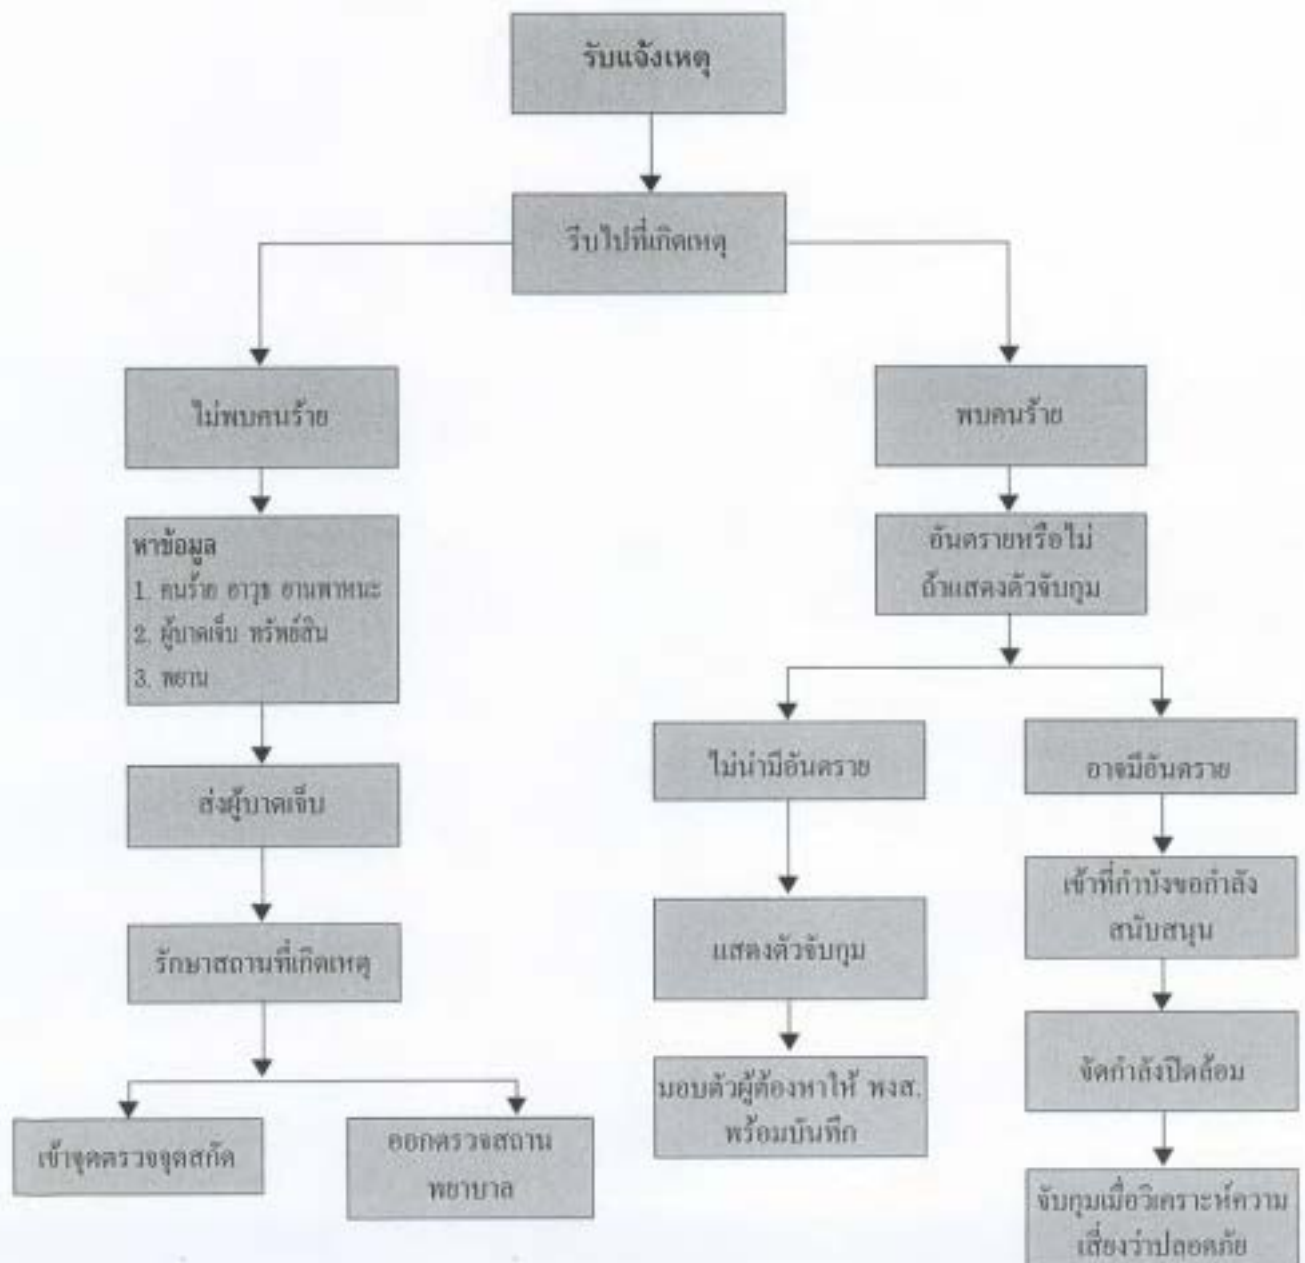 รับแจ้งเหตุ
รีบไปที่เกิดเหตุ
ไม่พบคนร้าย
หาข้อมูล
1. คนร้าย อาวุธ ยานพาหนะ
2. ผู้บาดเจ็บ ทรัพย์สิน
3. พยาน
ส่งผู้บาดเจ็บ
รักษาสถานที่เกิดเหตุ
เข้าจุดตรวจจุดสกัด
ออกตรวจสถาน
พยาบาล
พบคนร้าย
อันตรายหรือไม่
ถ้าแสดงตัวจับกุม
ไม่น่ามีอันตราย
แสดงตัวจับกุม
มอบตัวผู้ต้องหาให้ พงส.
พร้อมบันทึก
อาจมีอันตราย
เข้าที่กำบังขอกำลัง
สนับสนุน
จัดกำลังปิดล้อม
จับกุมเมื่อวิเคราะห์ความ
เสี่ยงว่าปลอดภัย